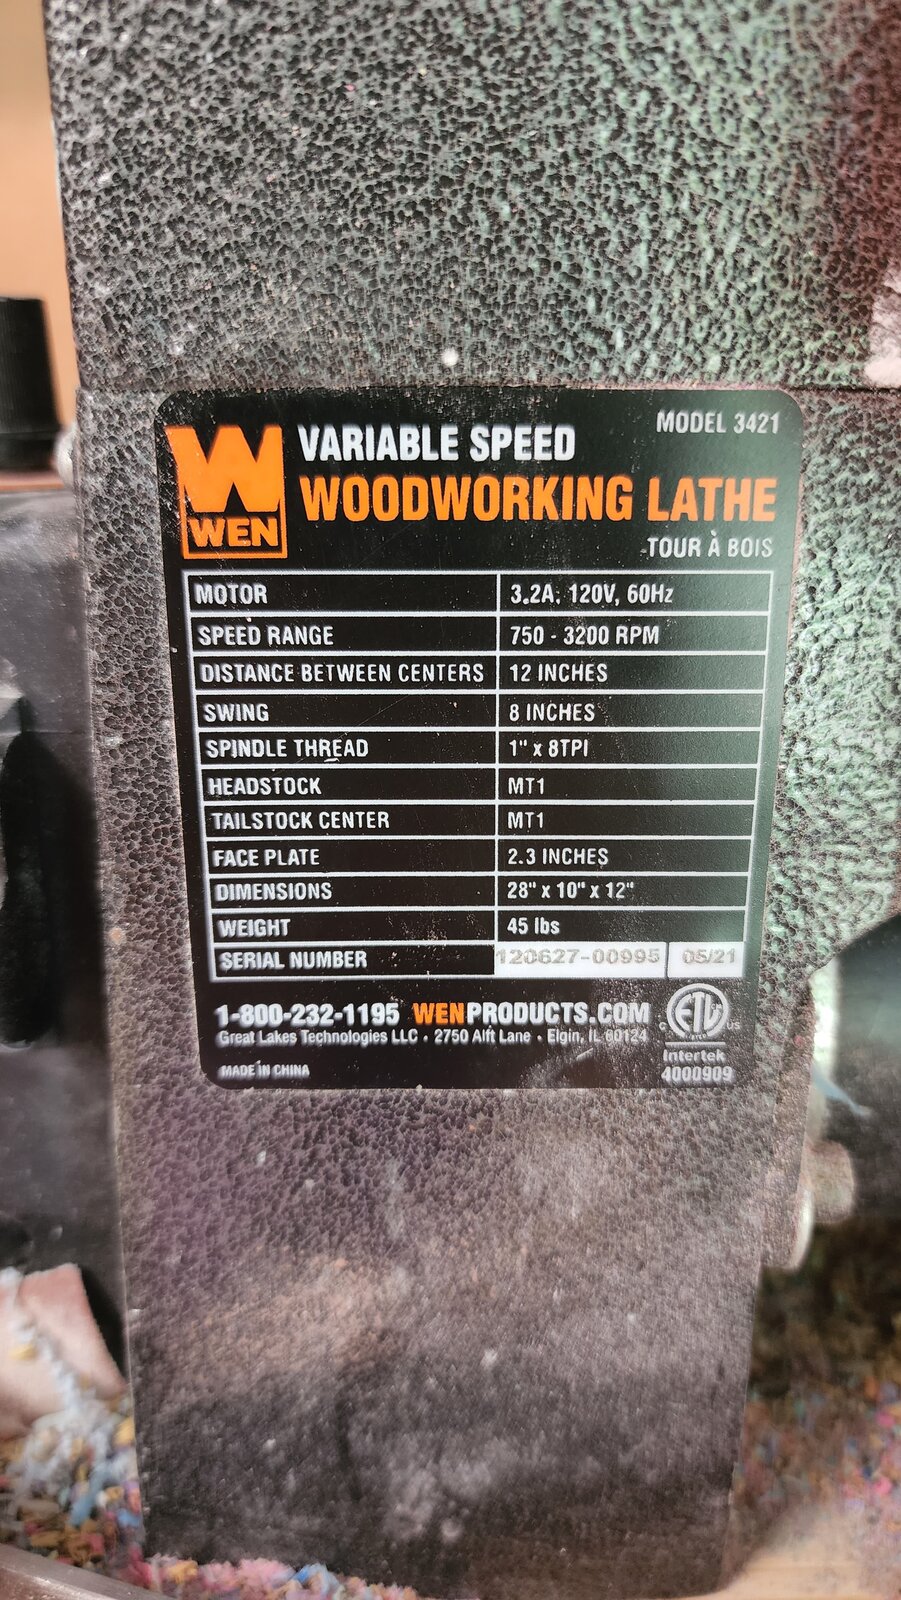 MODEL 3421
VARIABLE SPEED
WOODWORKING LATHE
WEN
TOUR À BOIS
MOTOR 3.2A, 120V, 60Hz
SPEED RANGE 750 - 3200 RPM
DISTANCE BETWEEN CENTERS 12 INCHES
SWING 8 INCHES
SPINDLE THREAD 1" x 8TPI
HEADSTOCK MT1
TAILSTOCK CENTER MT1
FACE PLATE 2.3 INCHES
DIMENSIONS 28" x 10" x 12"
WEIGHT 45 lbs
SERIAL NUMBER 120627-00995 05/21
1-800-232-1195 WENPRODUCTS.COM
Great Lakes Technologies LLC • 2750 Alft Lane • Elgin, IL 60124
MADE IN CHINA
C ETL US
Intertek
4000909